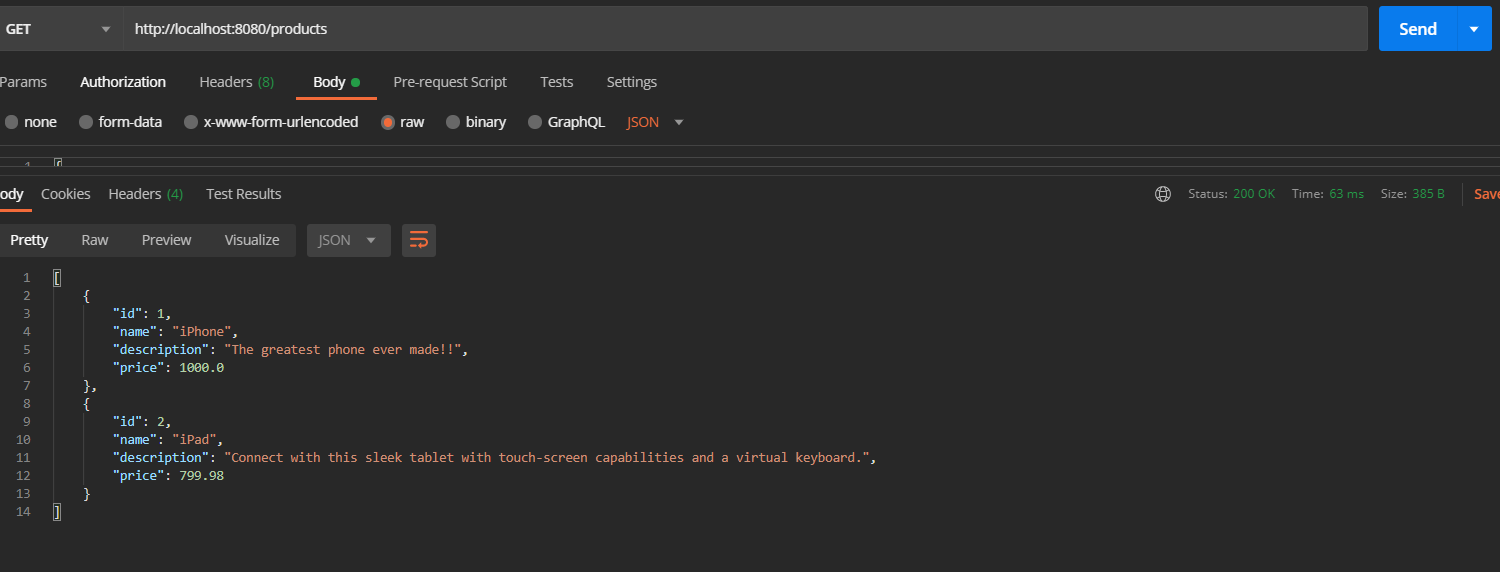 GET http://localhost:8080/products Send
Params Authorization Headers (8) Body Pre-request Script Tests Settings
none form-data x-www-form-urlencoded raw binary GraphQL JSON
1 {
ody Cookies Headers (4) Test Results Status: 200 OK Time: 63 ms Size: 385 B Save
Pretty Raw Preview Visualize JSON
1 [
2 {
3 "id": 1,
4 "name": "iPhone",
5 "description": "The greatest phone ever made!!",
6 "price": 1000.0
7 },
8 {
9 "id": 2,
10 "name": "iPad",
11 "description": "Connect with this sleek tablet with touch-screen capabilities and a virtual keyboard.",
12 "price": 799.98
13 }
14 ]